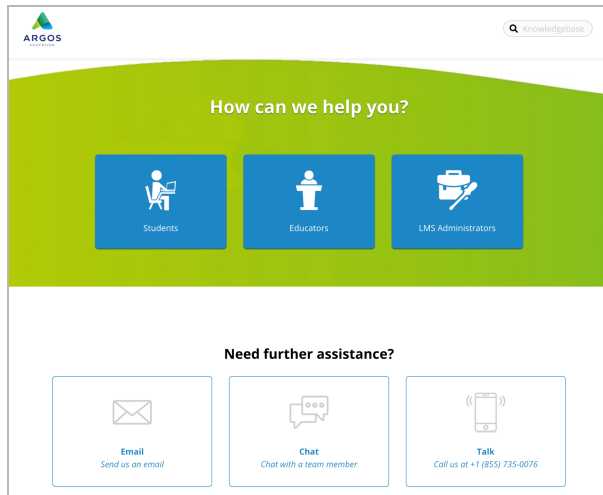 ARGOS
EDUCATION
Knowledgebase
How can we help you?
Students
Educators
LMS Administrators
Need further assistance?
Email
Send us an email
Chat
Chat with a team member
Talk
Call us at +1 (855) 735-0076